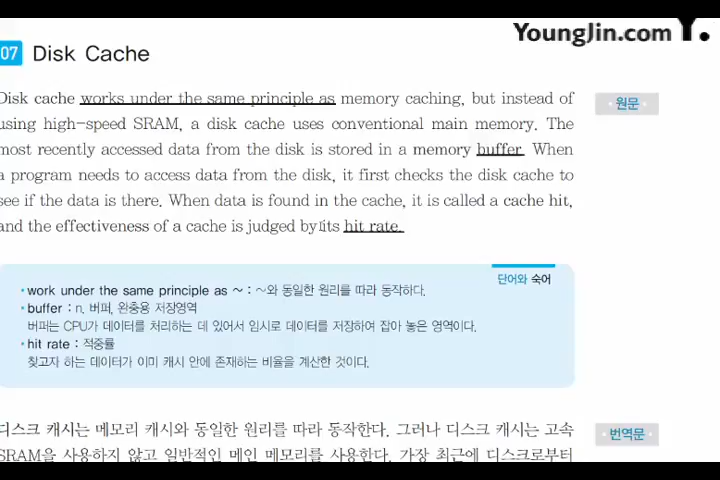 YoungJin.com Y.
07 Disk Cache
Disk cache works under the same principle as memory caching, but instead of
using high-speed SRAM, a disk cache uses conventional main memory. The
most recently accessed data from the disk is stored in a memory buffer. When
a program needs to access data from the disk, it first checks the disk cache to
see if the data is there. When data is found in the cache, it is called a cache hit,
and the effectiveness of a cache is judged by its hit rate.
원문
단어와 숙어
• work under the same principle as ~ : ~와 동일한 원리를 따라 동작하다.
• buffer : n. 버퍼, 완충용 저장영역
버퍼는 CPU가 데이터를 처리하는 데 있어서 임시로 데이터를 저장하여 잡아 놓은 영역이다.
• hit rate : 적중률
찾고자 하는 데이터가 이미 캐시 안에 존재하는 비율을 계산한 것이다.
디스크 캐시는 메모리 캐시와 동일한 원리를 따라 동작한다. 그러나 디스크 캐시는 고속
SRAM을 사용하지 않고 일반적인 메인 메모리를 사용한다. 가장 최근에 디스크로부터
번역문